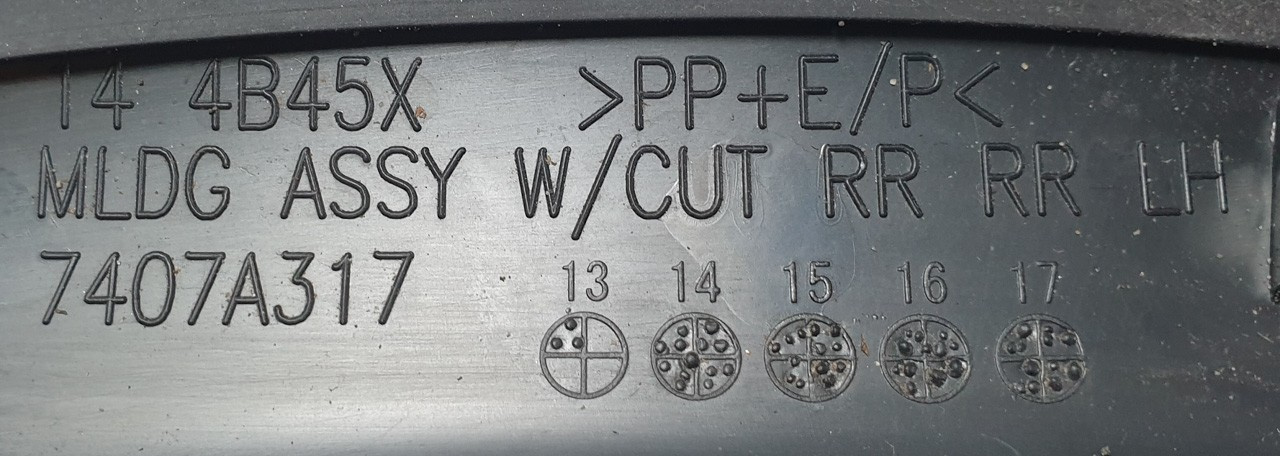 14 4B45X >PP+E/P<
MLDG ASSY W/CUT RR RR LH
7407A317
13 14 15 16 17